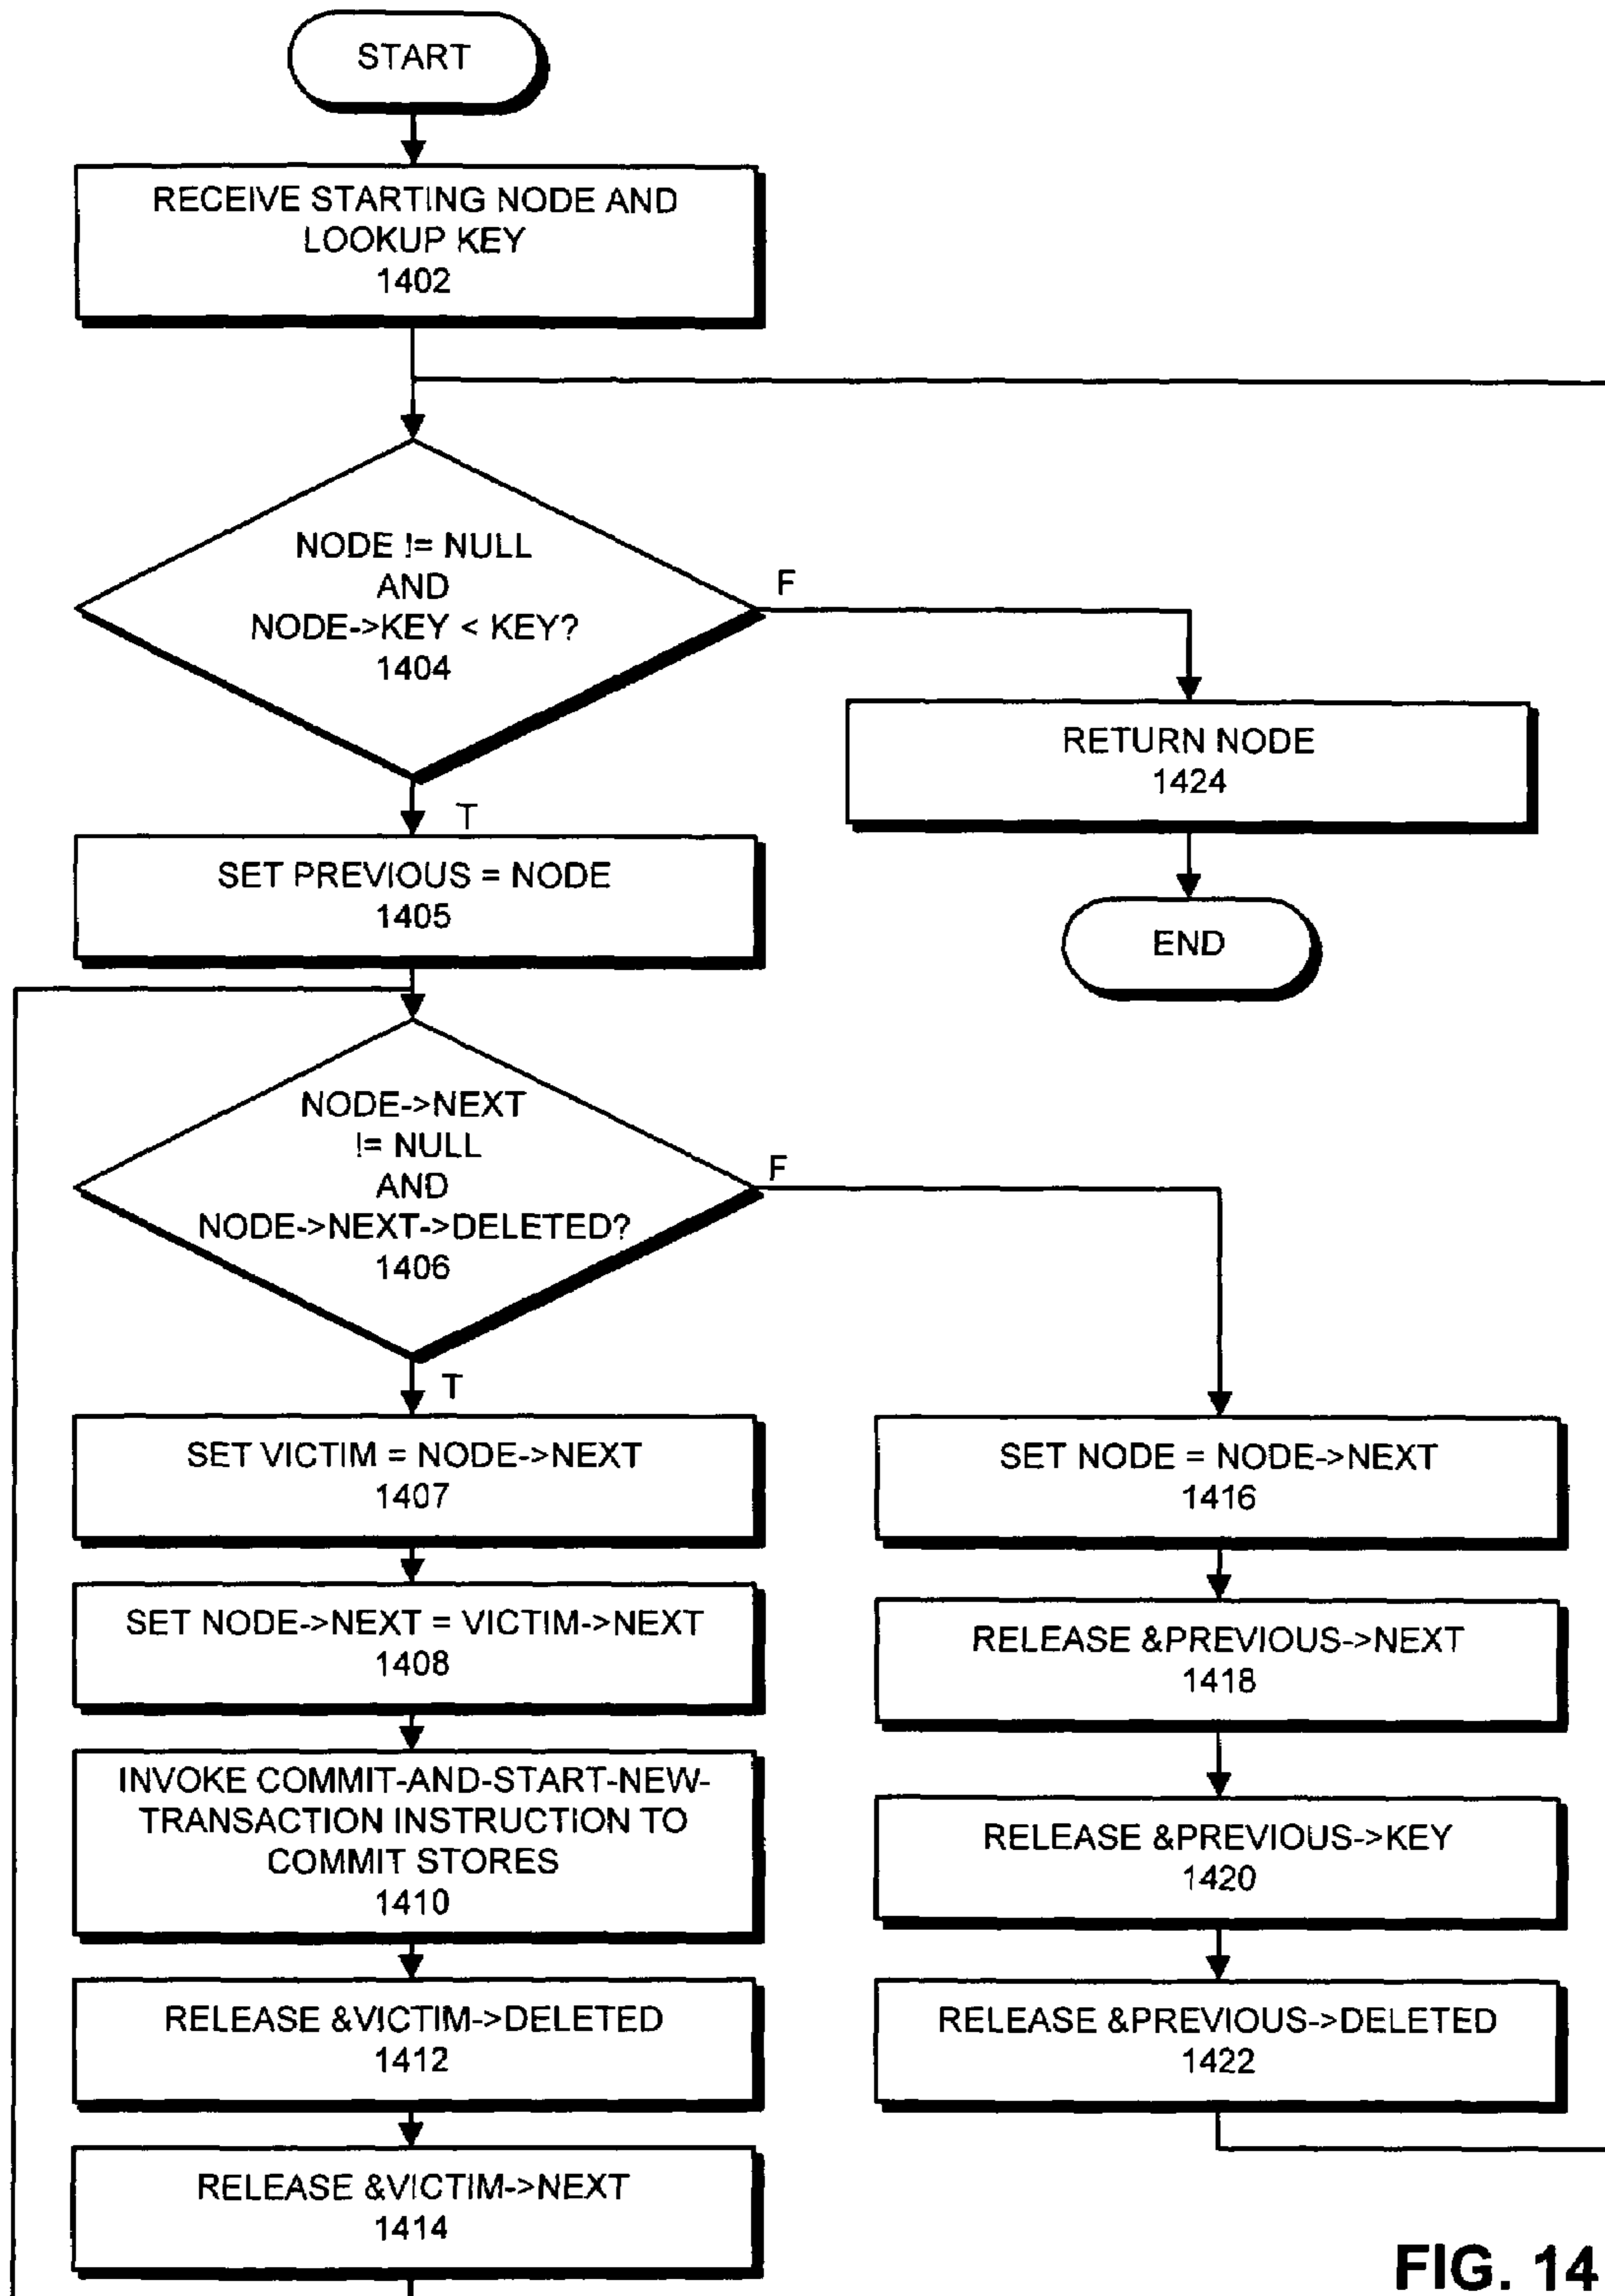 START
RECEIVE STARTING NODE AND
LOOKUP KEY
1402
NODE != NULL
AND
NODE->KEY < KEY?
1404
F
RETURN NODE
1424
END
T
SET PREVIOUS = NODE
1405
NODE->NEXT
!= NULL
AND
NODE->NEXT->DELETED?
1406
F
T
SET VICTIM = NODE->NEXT
1407
SET NODE->NEXT = VICTIM->NEXT
1408
INVOKE COMMIT-AND-START-NEW-
TRANSACTION INSTRUCTION TO
COMMIT STORES
1410
RELEASE &VICTIM->DELETED
1412
RELEASE &VICTIM->NEXT
1414
SET NODE = NODE->NEXT
1416
RELEASE &PREVIOUS->NEXT
1418
RELEASE &PREVIOUS->KEY
1420
RELEASE &PREVIOUS->DELETED
1422
FIG. 14